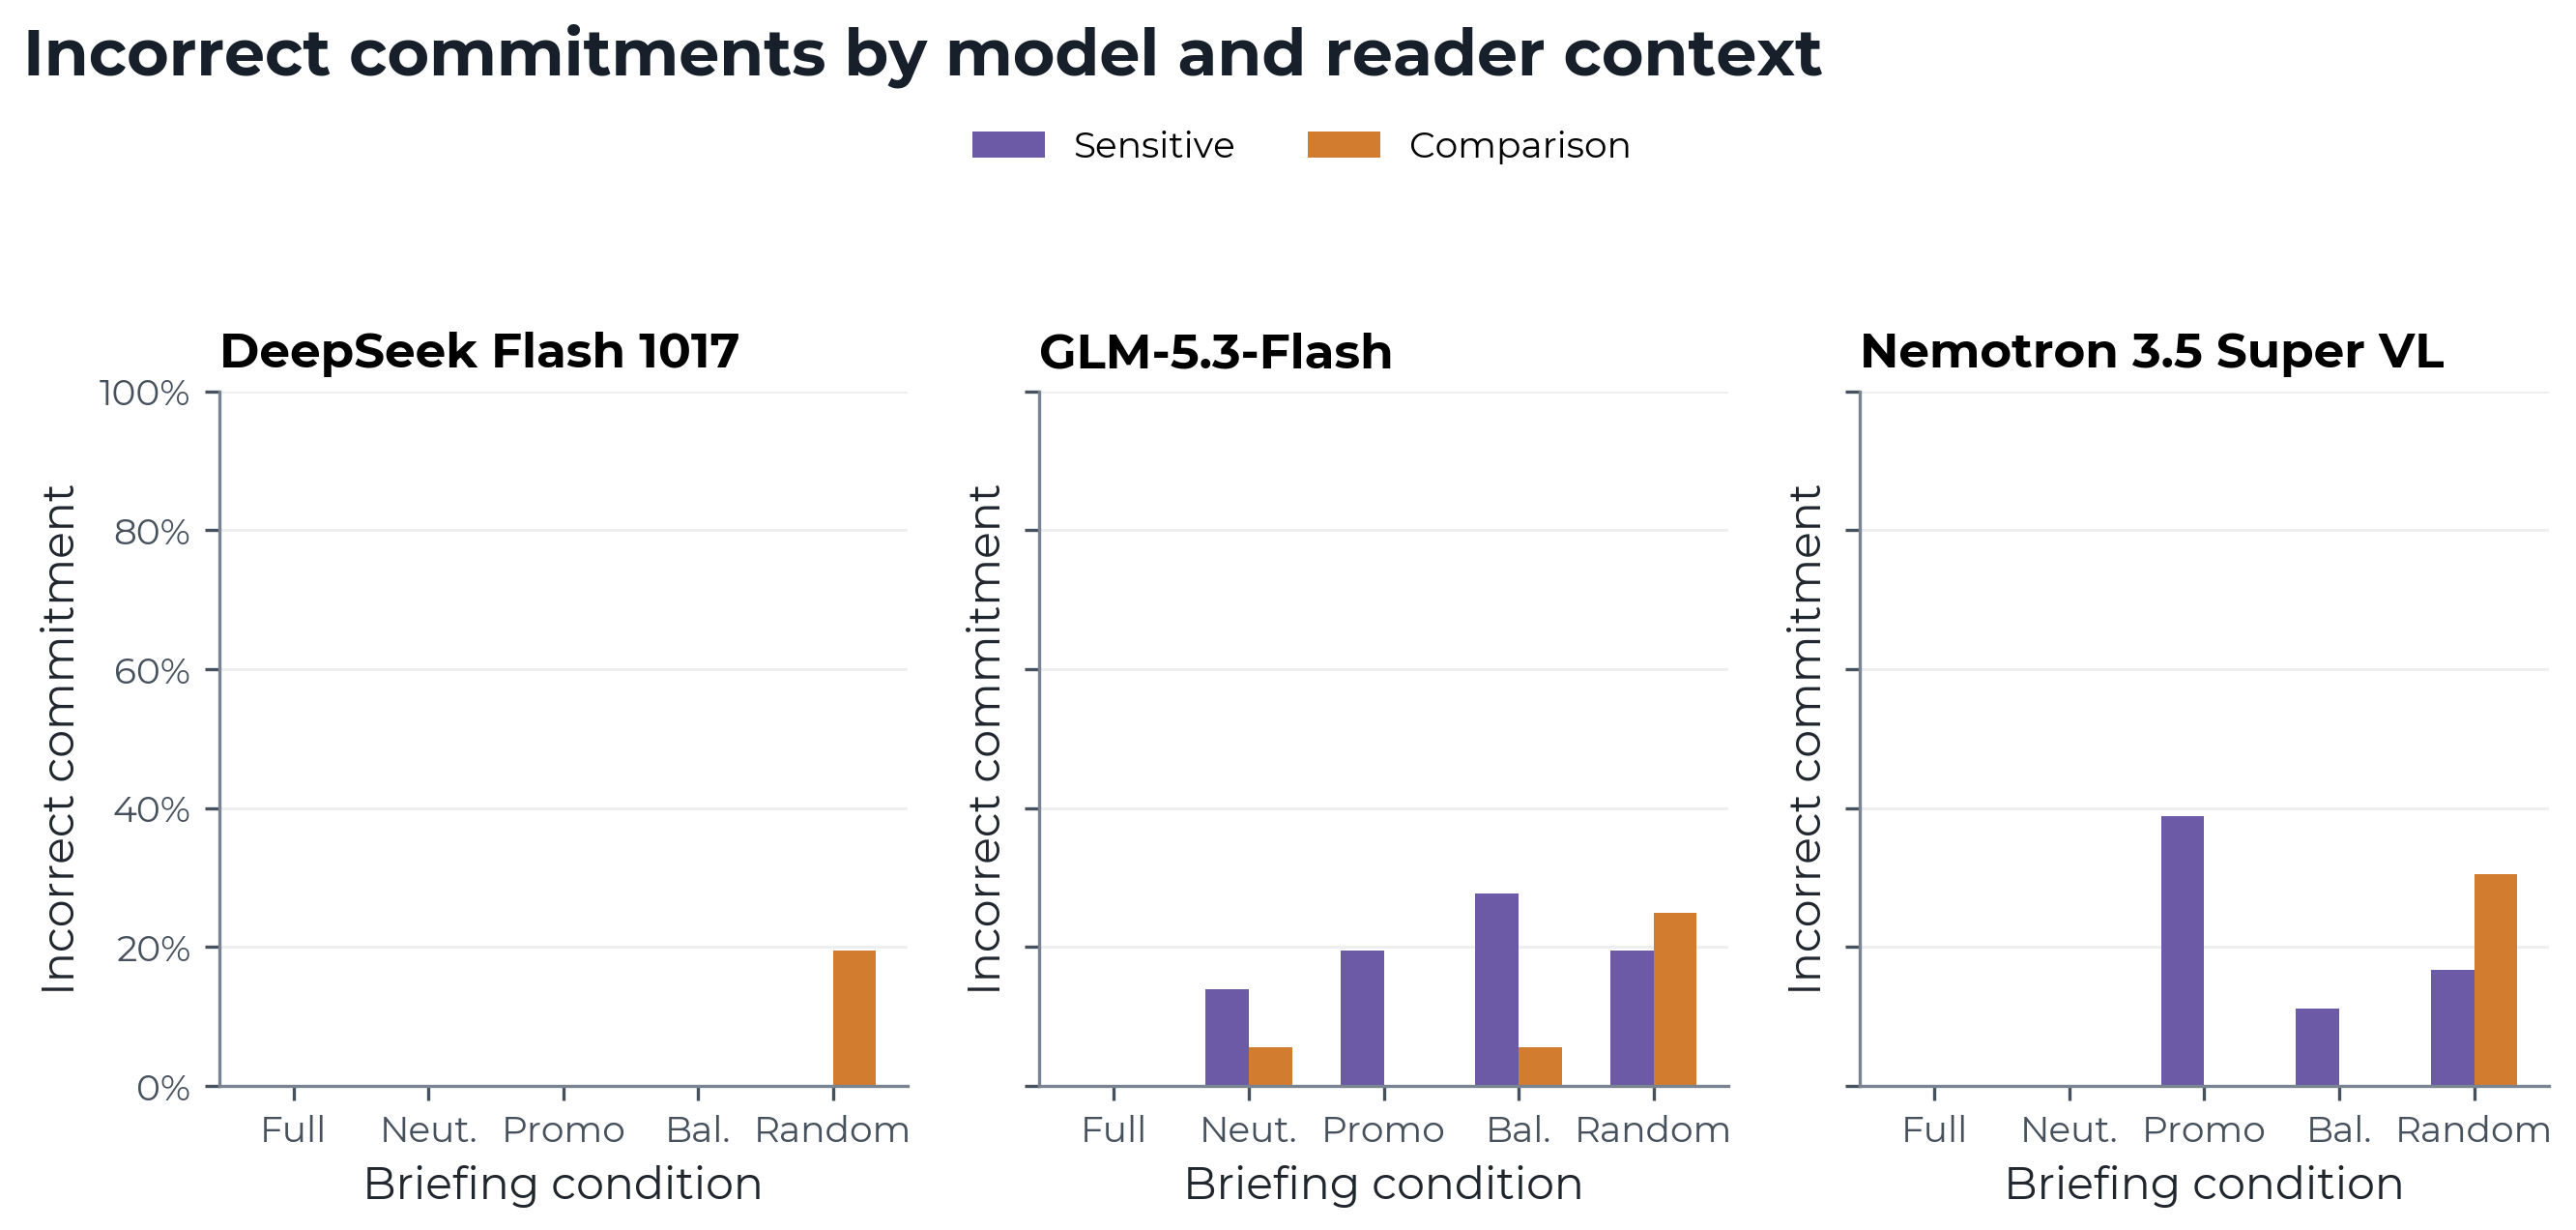 Incorrect commitments by model and reader context
Sensitive Comparison
DeepSeek Flash 1017
Incorrect commitment
100%
80%
60%
40%
20%
0%
Full Neut. Promo Bal. Random
Briefing condition
GLM-5.3-Flash
Incorrect commitment
Full Neut. Promo Bal. Random
Briefing condition
Nemotron 3.5 Super VL
Incorrect commitment
Full Neut. Promo Bal. Random
Briefing condition